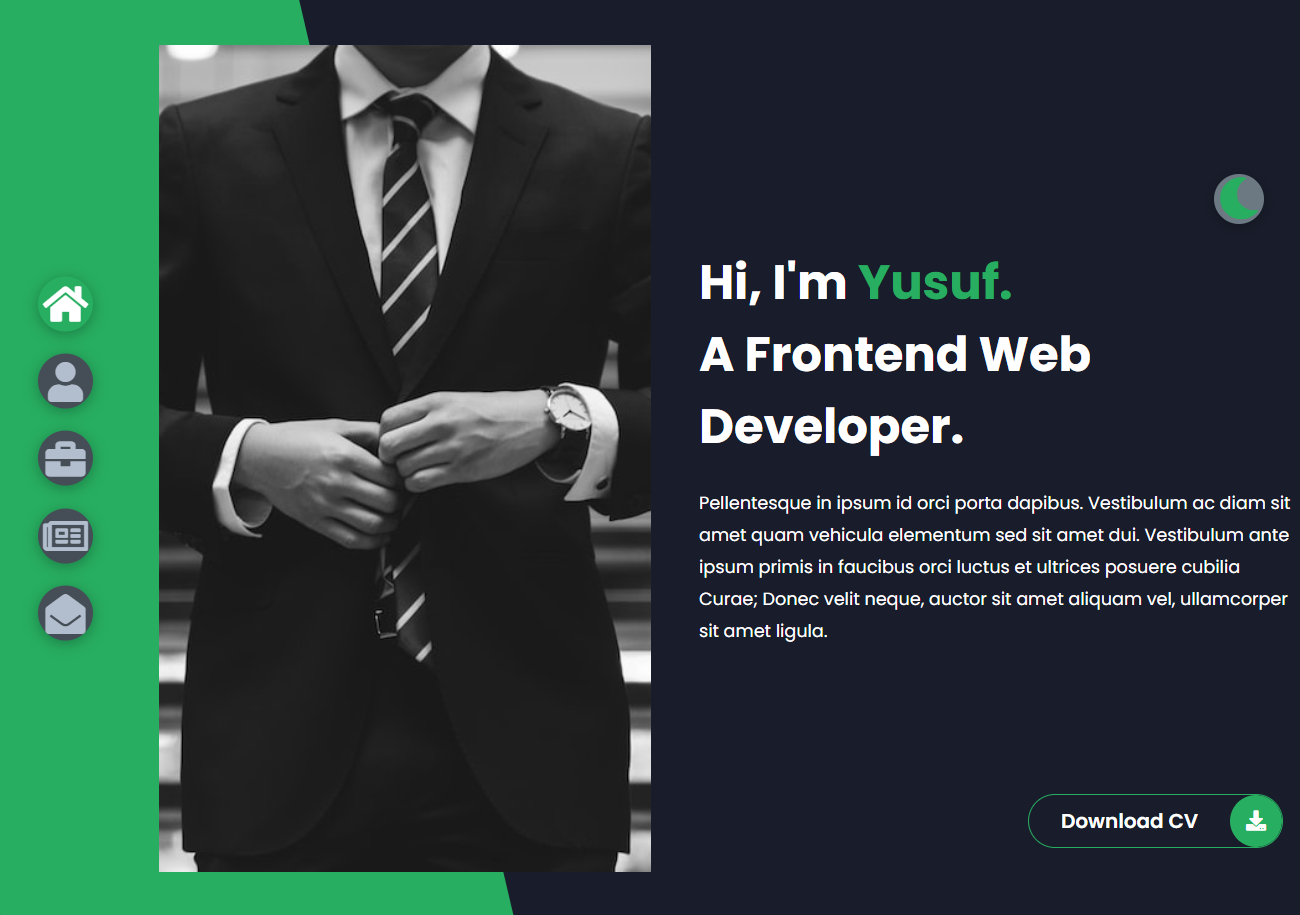 Hi, I'm Yusuf.
A Frontend Web
Developer.
Pellentesque in ipsum id orci porta dapibus. Vestibulum ac diam sit
amet quam vehicula elementum sed sit amet dui. Vestibulum ante
ipsum primis in faucibus orci luctus et ultrices posuere cubilia
Curae; Donec velit neque, auctor sit amet aliquam vel, ullamcorper
sit amet ligula.
Download CV